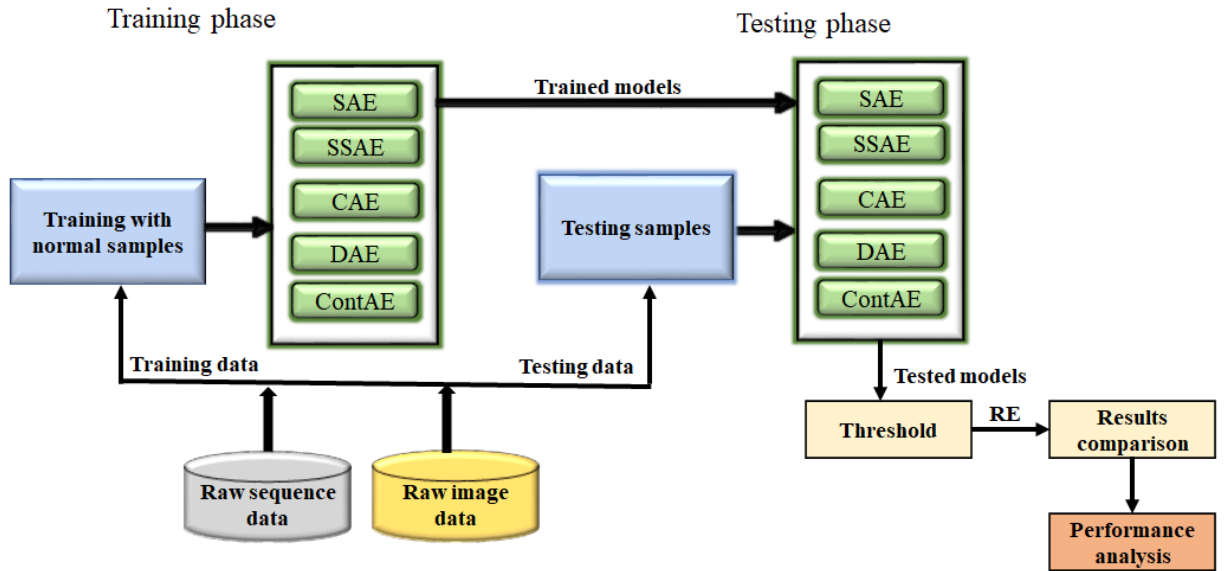 Training phase
Testing phase
SAE
SSAE
CAE
DAE
ContAE
Trained models
SAE
SSAE
CAE
DAE
ContAE
Training with
normal samples
Testing samples
Training data
Testing data
Raw sequence
data
Raw image
data
Tested models
Threshold
RE
Results
comparison
Performance
analysis